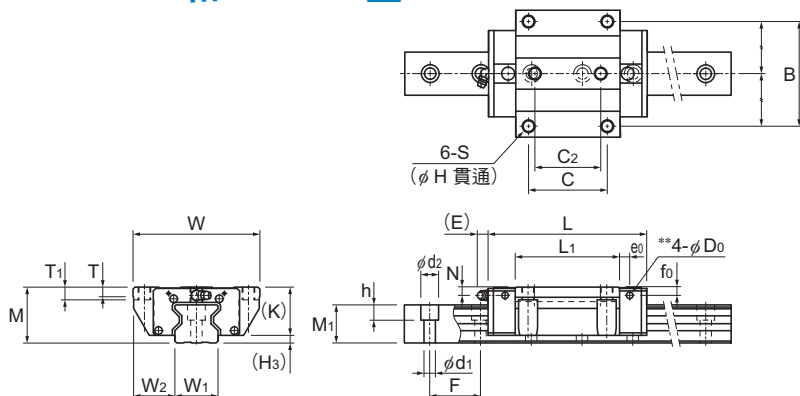 B
6-S
(φH 貫通)
C2
C
W
(E)
L
L1
e0
**4-φD0
f0
T1
T
φd2
N
h
M
(K)
M1
(H3)
φd1
W2
W1
F